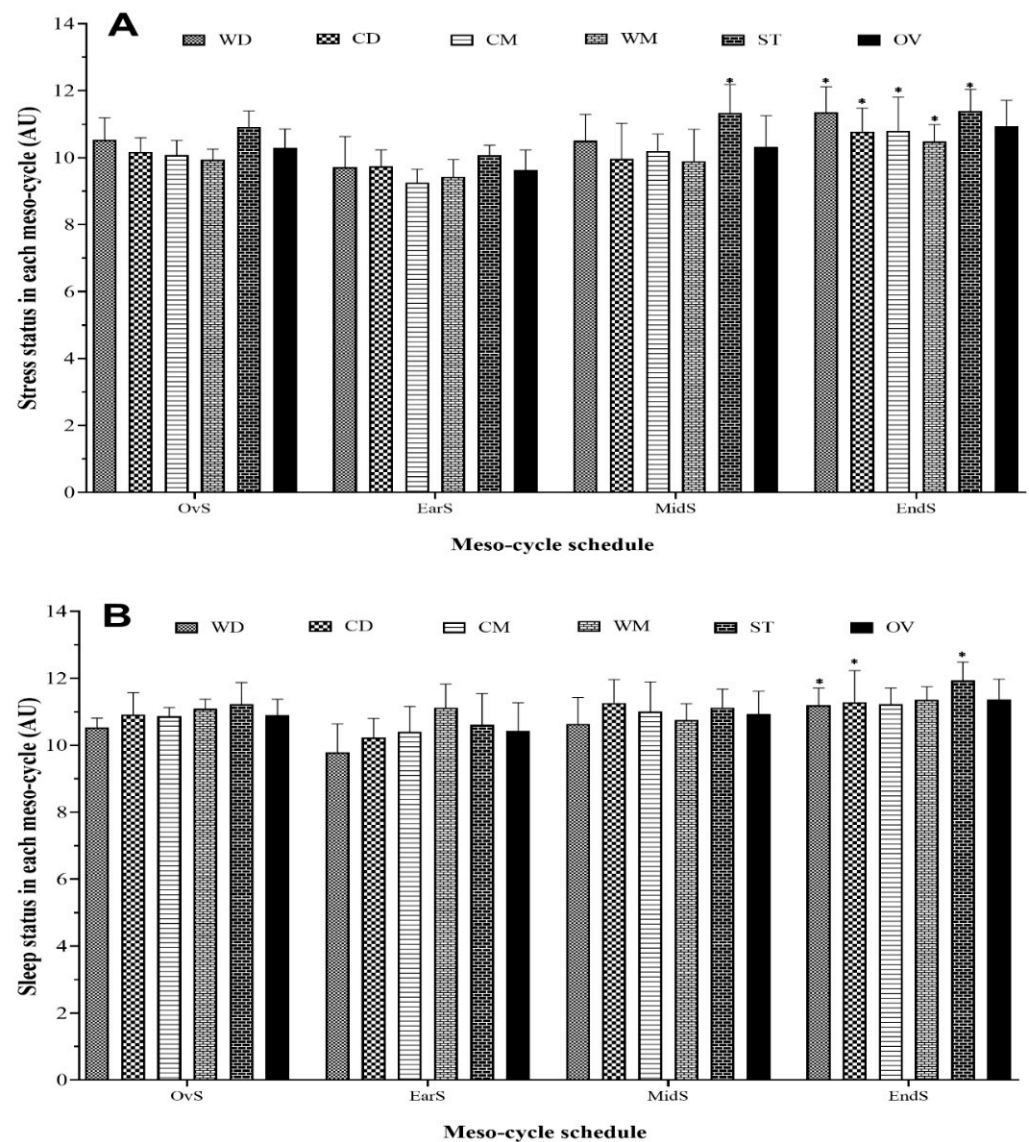 A
WD CD CM WM ST OV
Stress status in each meso-cycle (AU)
14
12
10
8
6
4
2
0
* * * * * *
OvS EarS MidS EndS
Meso-cycle schedule
B
WD CD CM WM ST OV
Sleep status in each meso-cycle (AU)
14
12
10
8
6
4
2
0
* * *
OvS EarS MidS EndS
Meso-cycle schedule